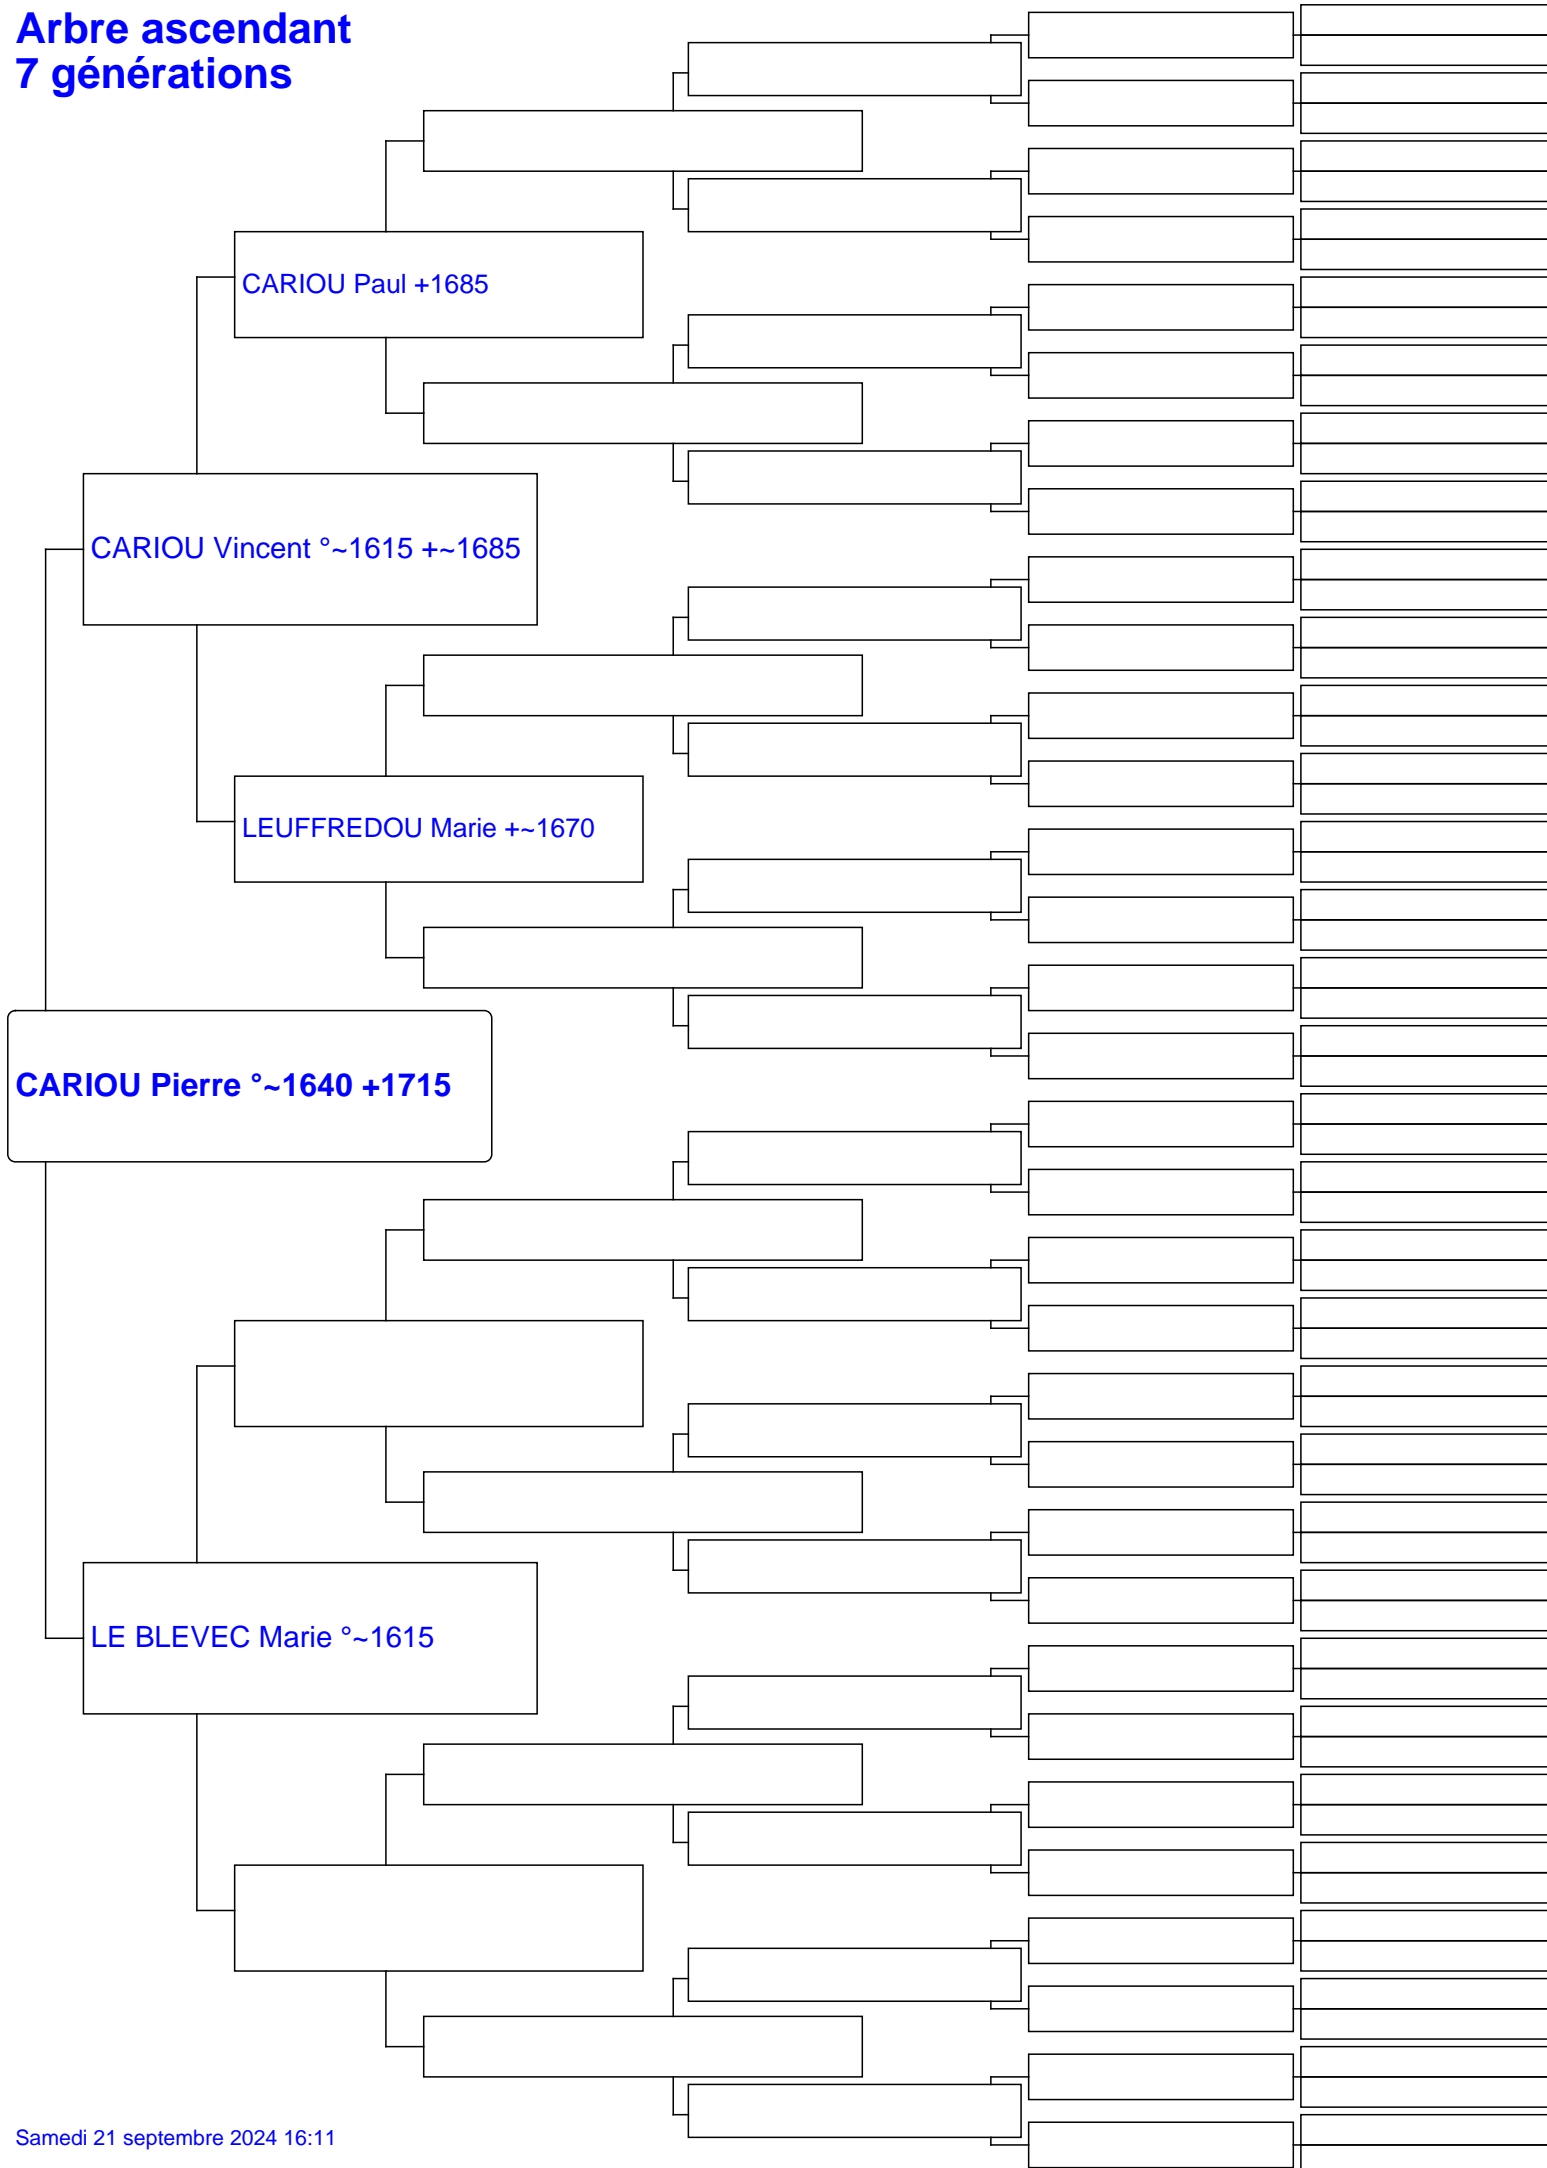 Arbre ascendant
7 générations
CARIOU Paul +1685
CARIOU Vincent °~1615 +~1685
LEUFFREDOU Marie +~1670
CARIOU Pierre °~1640 +1715
LE BLEVEC Marie °~1615
Samedi 21 septembre 2024 16:11